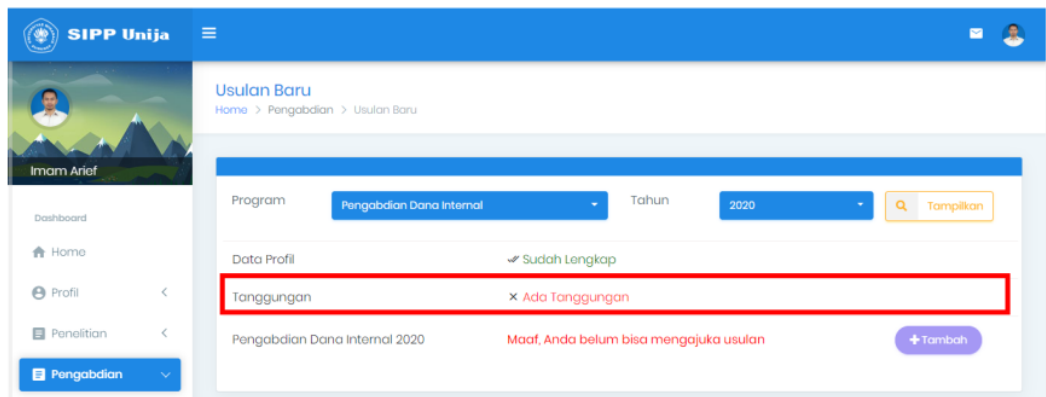 SIPP Unija
Usulan Baru
Home > Pengabdian > Usulan Baru
Imam Arief
Program Pengabdian Dana Internal Tahun 2020 Tampilkan
Dashboard
Home
Data Profil Sudah Lengkap
Profil
Tanggungan Ada Tanggungan
Penelitian
Pengabdian Dana Internal 2020 Maaf, Anda belum bisa mengajuka usulan +Tambah
Pengabdian